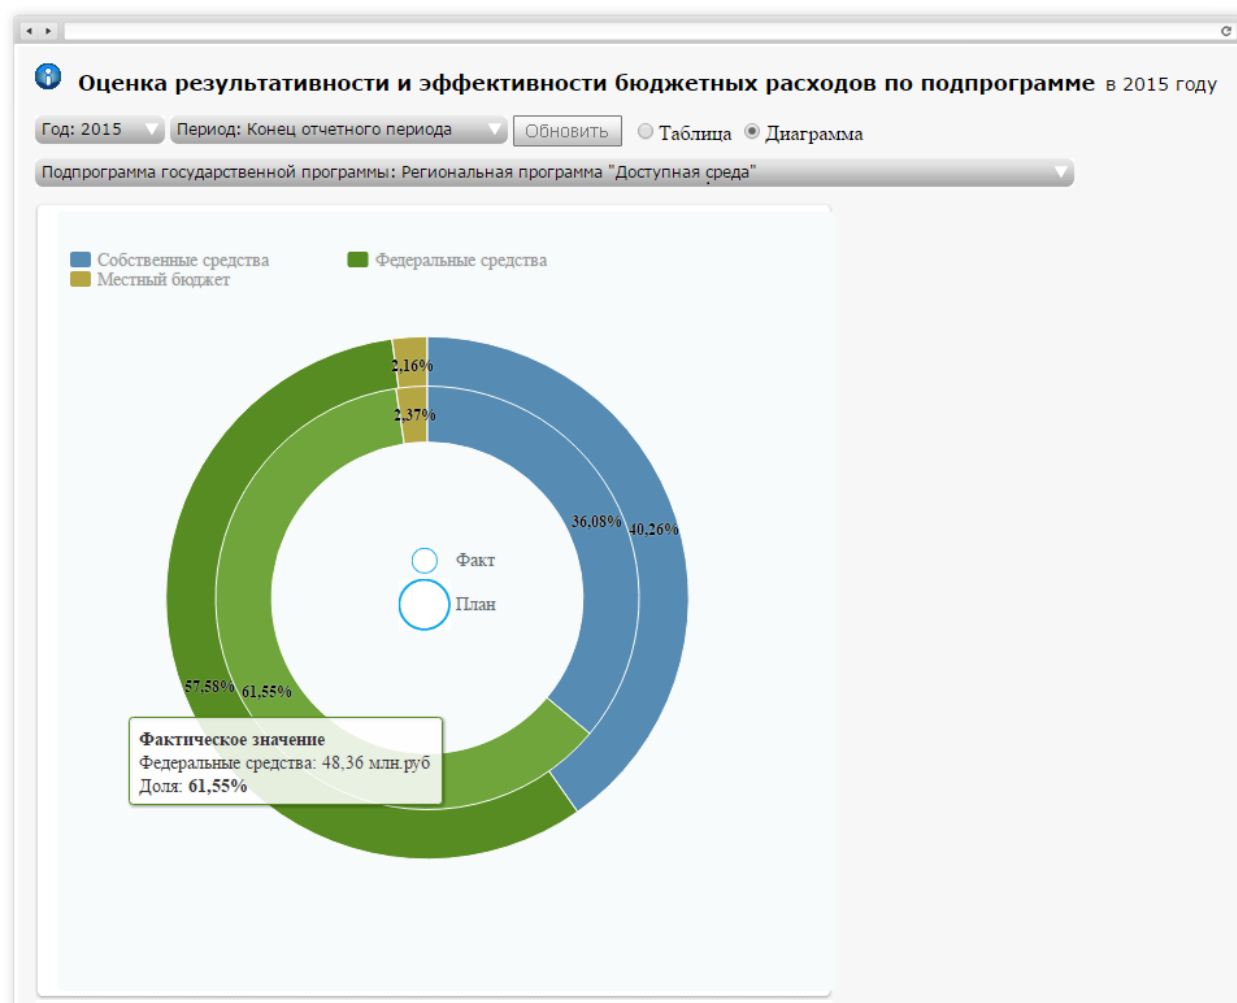 Оценка результативности и эффективности бюджетных расходов по подпрограмме в 2015 году
Год: 2015 Период: Конец отчетного периода Обновить Таблица Диаграмма
Подпрограмма государственной программы: Региональная программа "Доступная среда"
Собственные средства Федеральные средства
Местный бюджет
2,16%
2,37%
36,08% 40,26%
Факт
План
57,58% 61,55%
Фактическое значение
Федеральные средства: 48,36 млн.руб
Доля: 61,55%